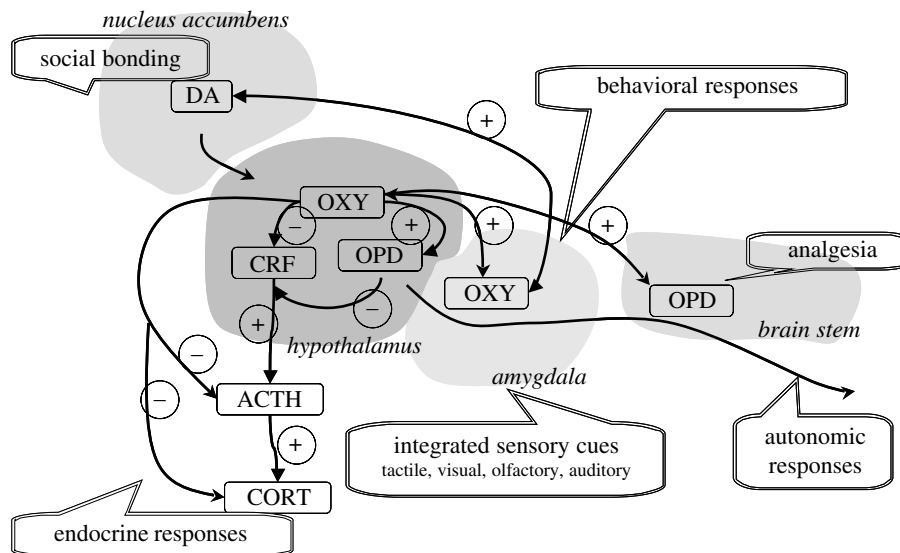 nucleus accumbens
social bonding
DA
behavioral responses
+
OXY
−
+
+
+
analgesia
CRF
OPD
OXY
OPD
−
+
hypothalamus
brain stem
−
amygdala
−
ACTH
+
integrated sensory cues
tactile, visual, olfactory, auditory
autonomic
responses
CORT
endocrine responses